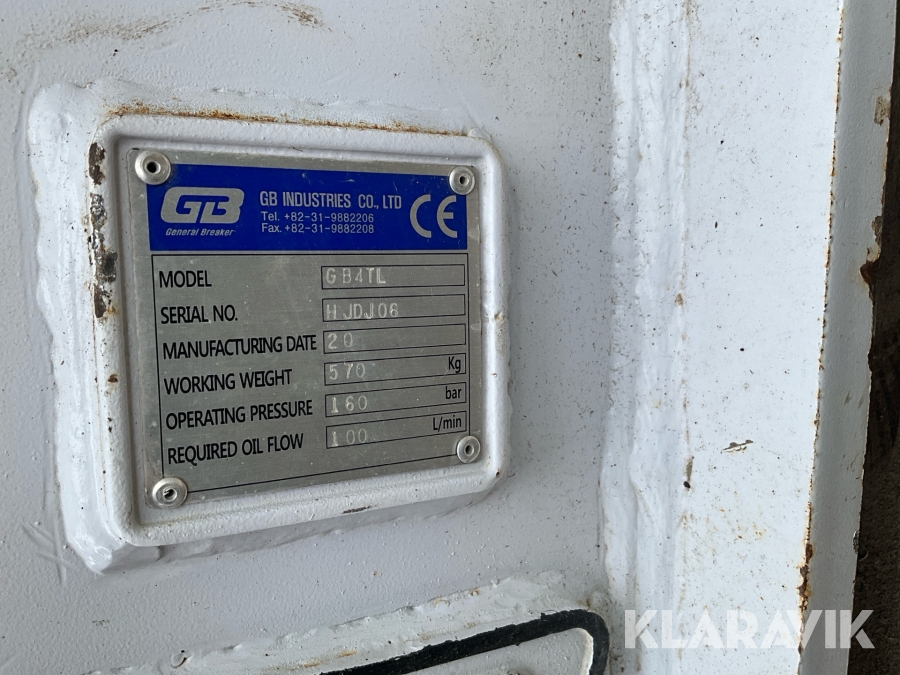 GB
General Breaker
GB INDUSTRIES CO., LTD
Tel. +82-31-9882206
Fax. +82-31-9882208
CE
MODEL GB4TL
SERIAL NO. HJDJ06
MANUFACTURING DATE 20
WORKING WEIGHT 570 Kg
OPERATING PRESSURE 160 bar
REQUIRED OIL FLOW 100 L/min
KLARAVIK